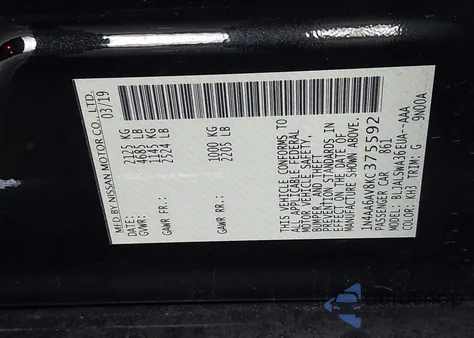 MFD BY NISSAN MOTOR CO., LTD.
DATE: 03/19
GVWR: 2125 KG
4685 LB
GAWR FR.: 1145 KG
2524 LB
GAWR RR.: 1000 KG
2205 LB
THIS VEHICLE CONFORMS TO
ALL APPLICABLE FEDERAL
MOTOR VEHICLE SAFETY,
BUMPER, AND THEFT
PREVENTION STANDARDS IN
EFFECT ON THE DATE OF
MANUFACTURE SHOWN ABOVE.
1N4AA6AV8KC375592
PASSENGER CAR 861
MODEL: BLJALSWA36EUA--AAA
COLOR: KH3 TRIM: G 9W00A